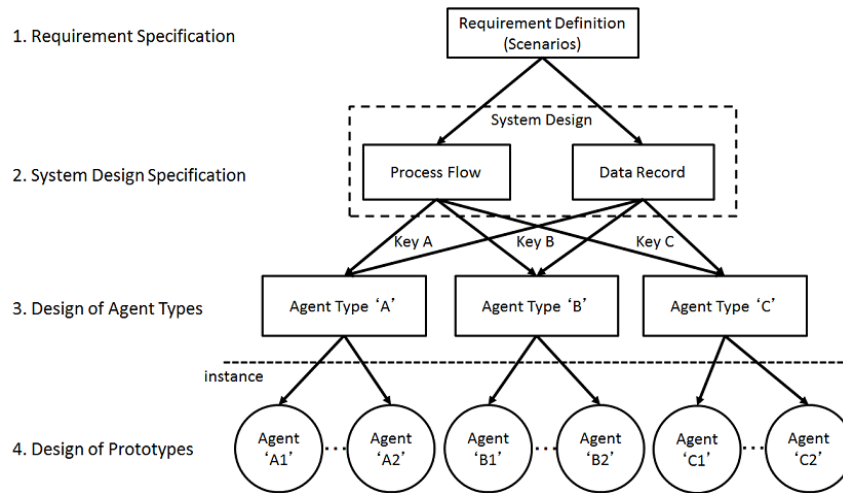 1. Requirement Specification
Requirement Definition
(Scenarios)
System Design
2. System Design Specification
Process Flow
Data Record
Key A
Key B
Key C
3. Design of Agent Types
Agent Type ‘A’
Agent Type ‘B’
Agent Type ‘C’
instance
4. Design of Prototypes
Agent
‘A1’
...
Agent
‘A2’
Agent
‘B1’
...
Agent
‘B2’
Agent
‘C1’
...
Agent
‘C2’